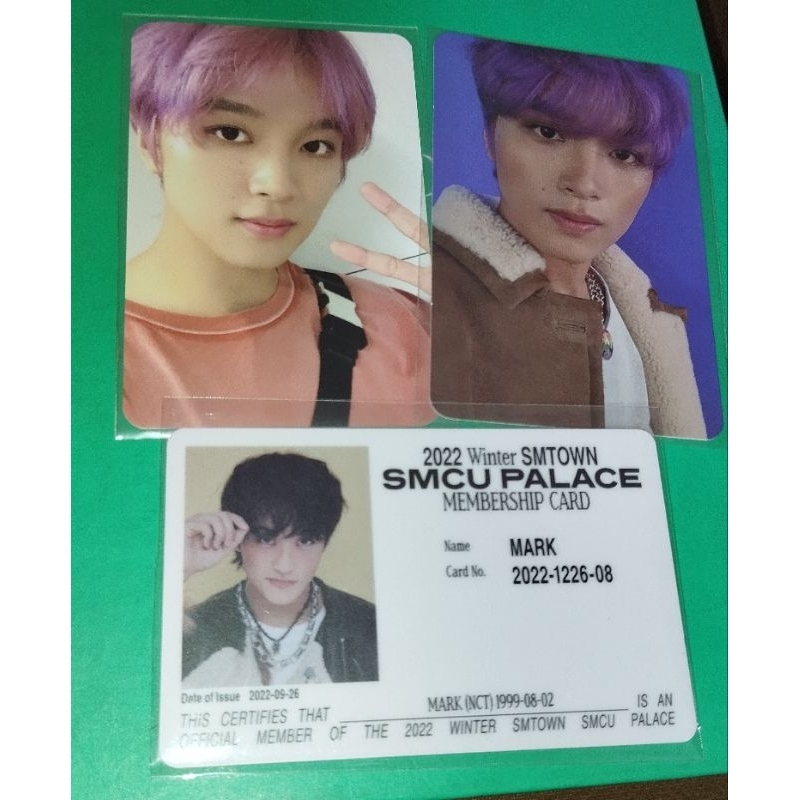 2022 Winter SMTOWN
SMCU PALACE
MEMBERSHIP CARD
Name MARK
Card No. 2022-1226-08
Date of Issue 2022-09-26
MARK (NCT) 1999-08-02
THIS CERTIFIES THAT IS AN
OFFICIAL MEMBER OF THE 2022 WINTER SMTOWN SMCU PALACE